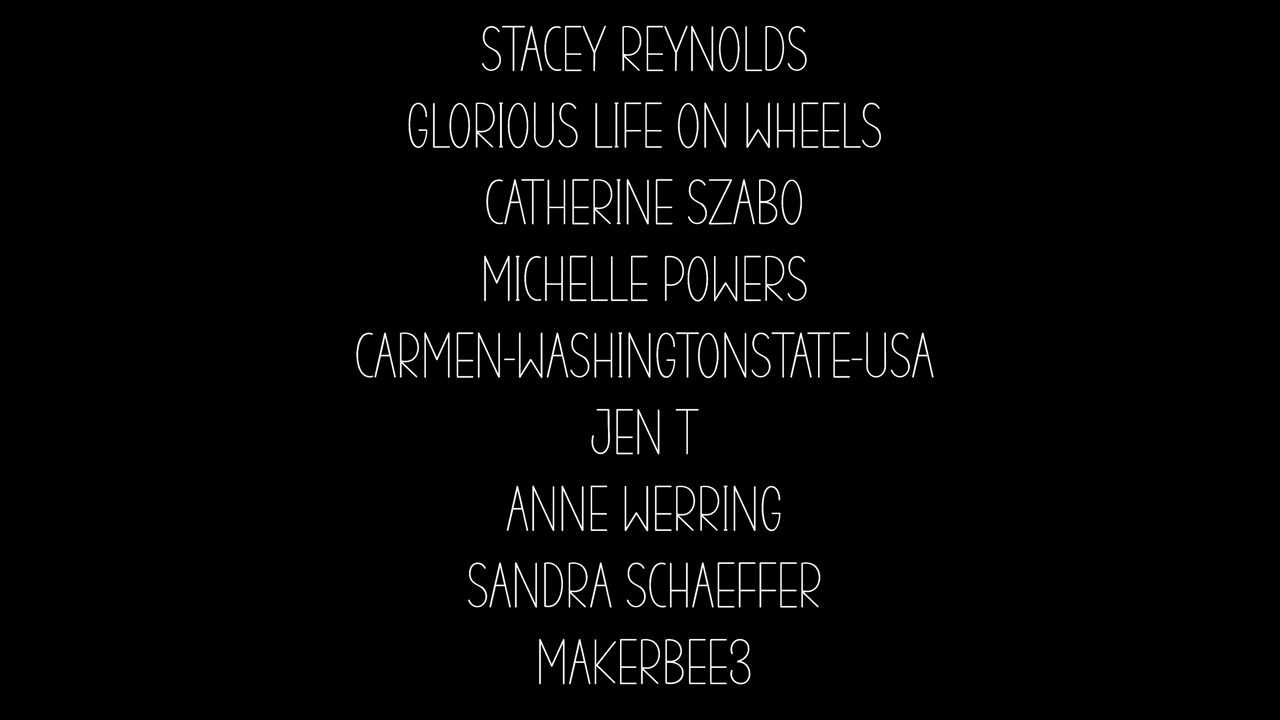 STACEY REYNOLDS
GLORIOUS LIFE ON WHEELS
CATHERINE SZABO
MICHELLE POWERS
CARMEN-WASHINGTONSTATE-USA
JEN T
ANNE WERRING
SANDRA SCHAEFFER
MAKERBEE3